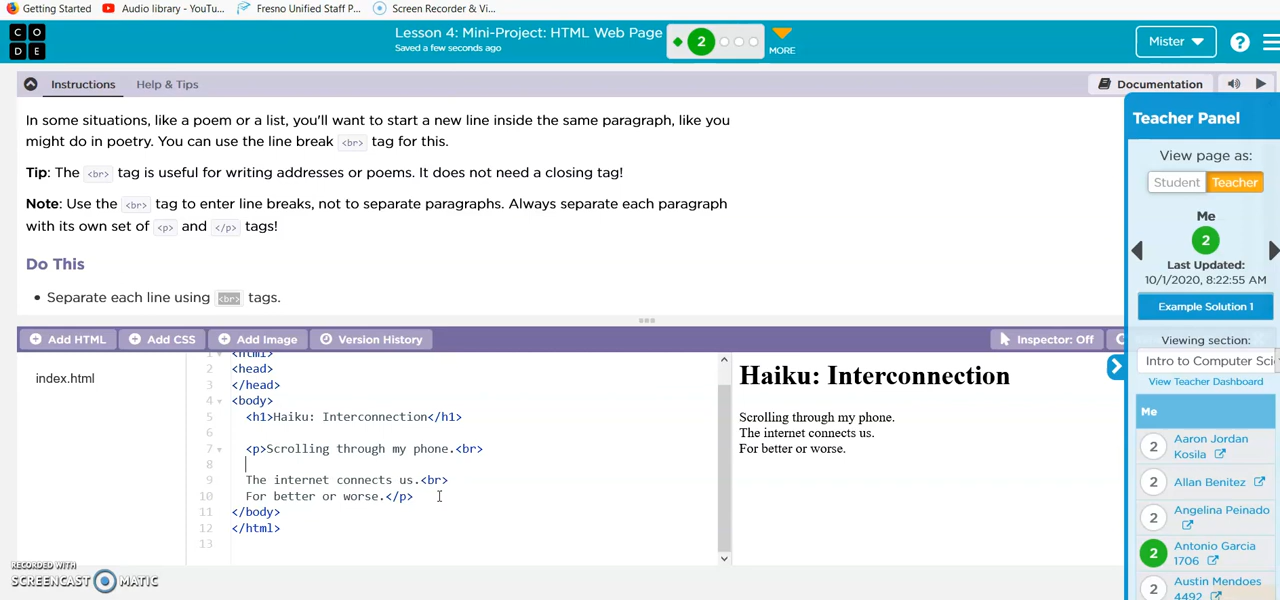 Getting Started Audio library - YouTu... Fresno Unified Staff P... Screen Recorder & Vi...
CODE
Lesson 4: Mini-Project: HTML Web Page
Saved a few seconds ago
2
MORE
Mister
?
Instructions Help & Tips
Documentation
In some situations, like a poem or a list, you'll want to start a new line inside the same paragraph, like you
might do in poetry. You can use the line break <br> tag for this.
Tip: The <br> tag is useful for writing addresses or poems. It does not need a closing tag!
Note: Use the <br> tag to enter line breaks, not to separate paragraphs. Always separate each paragraph
with its own set of <p> and </p> tags!
Do This
• Separate each line using <br> tags.
Add HTML Add CSS Add Image Version History
Inspector: Off
index.html
1 <html>
2 <head>
3 </head>
4 <body>
5 <h1>Haiku: Interconnection</h1>
6
7 <p>Scrolling through my phone.<br>
8
9 The internet connects us.<br>
10 For better or worse.</p>
11 </body>
12 </html>
13
Haiku: Interconnection
Scrolling through my phone.
The internet connects us.
For better or worse.
Teacher Panel
View page as:
Student Teacher
Me
2
Last Updated:
10/1/2020, 8:22:55 AM
Example Solution 1
Viewing section:
Intro to Computer Sci
View Teacher Dashboard
Me
2 Aaron Jordan
Kosila
2 Allan Benitez
2 Angelina Peinado
2 Antonio Garcia
1706
2 Austin Mendoes
4492
RECORDED WITH
SCREENCAST MATIC